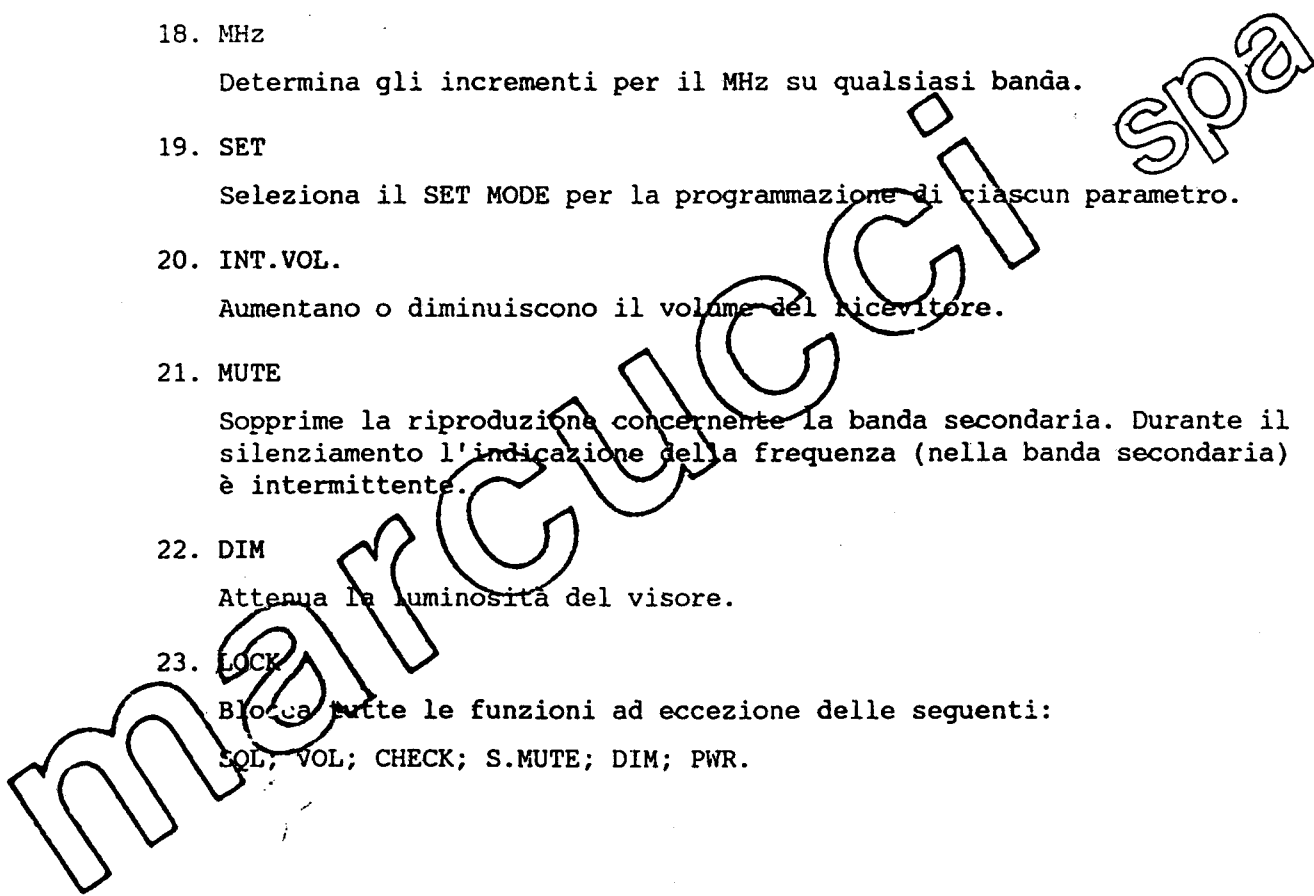 18. MHz
Determina gli incrementi per il MHz su qualsiasi banda.
19. SET
Seleziona il SET MODE per la programmazione di ciascun parametro.
20. INT.VOL.
Aumentano o diminuiscono il volume del ricevitore.
21. MUTE
Sopprime la riproduzione concernente la banda secondaria. Durante il
silenziamento l'indicazione della frequenza (nella banda secondaria)
è intermittente.
22. DIM
Attenua la luminosità del visore.
23. LOCK
Blocca tutte le funzioni ad eccezione delle seguenti:
SQL; VOL; CHECK; S.MUTE; DIM; PWR.
marcucci spa